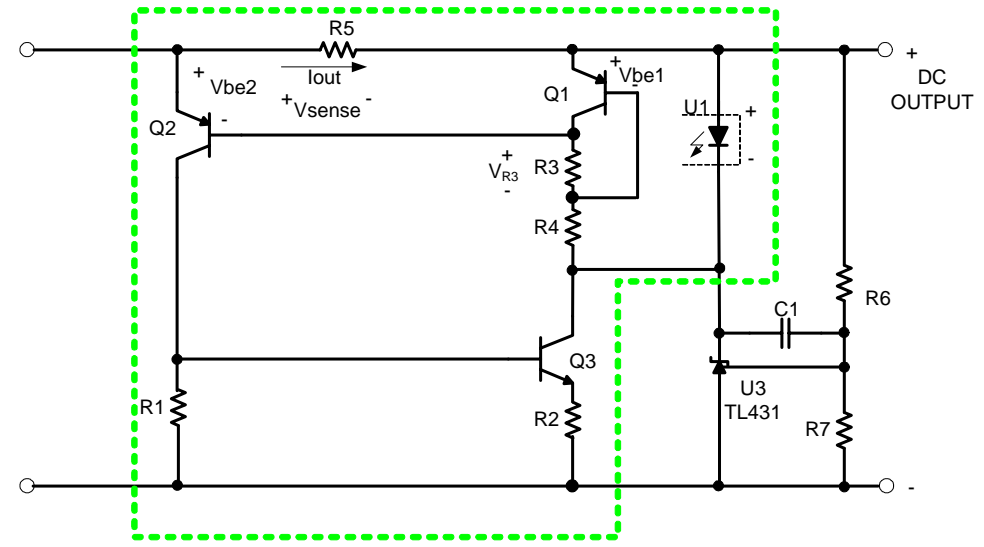 R5
+
Vbe2
-
Iout
+
Vsense
-
Q2
+
Vbe1
-
Q1
U1
+
-
+
DC
OUTPUT
+
VR3
-
R3
R4
R6
C1
Q3
U3
TL431
R1
R2
R7
-